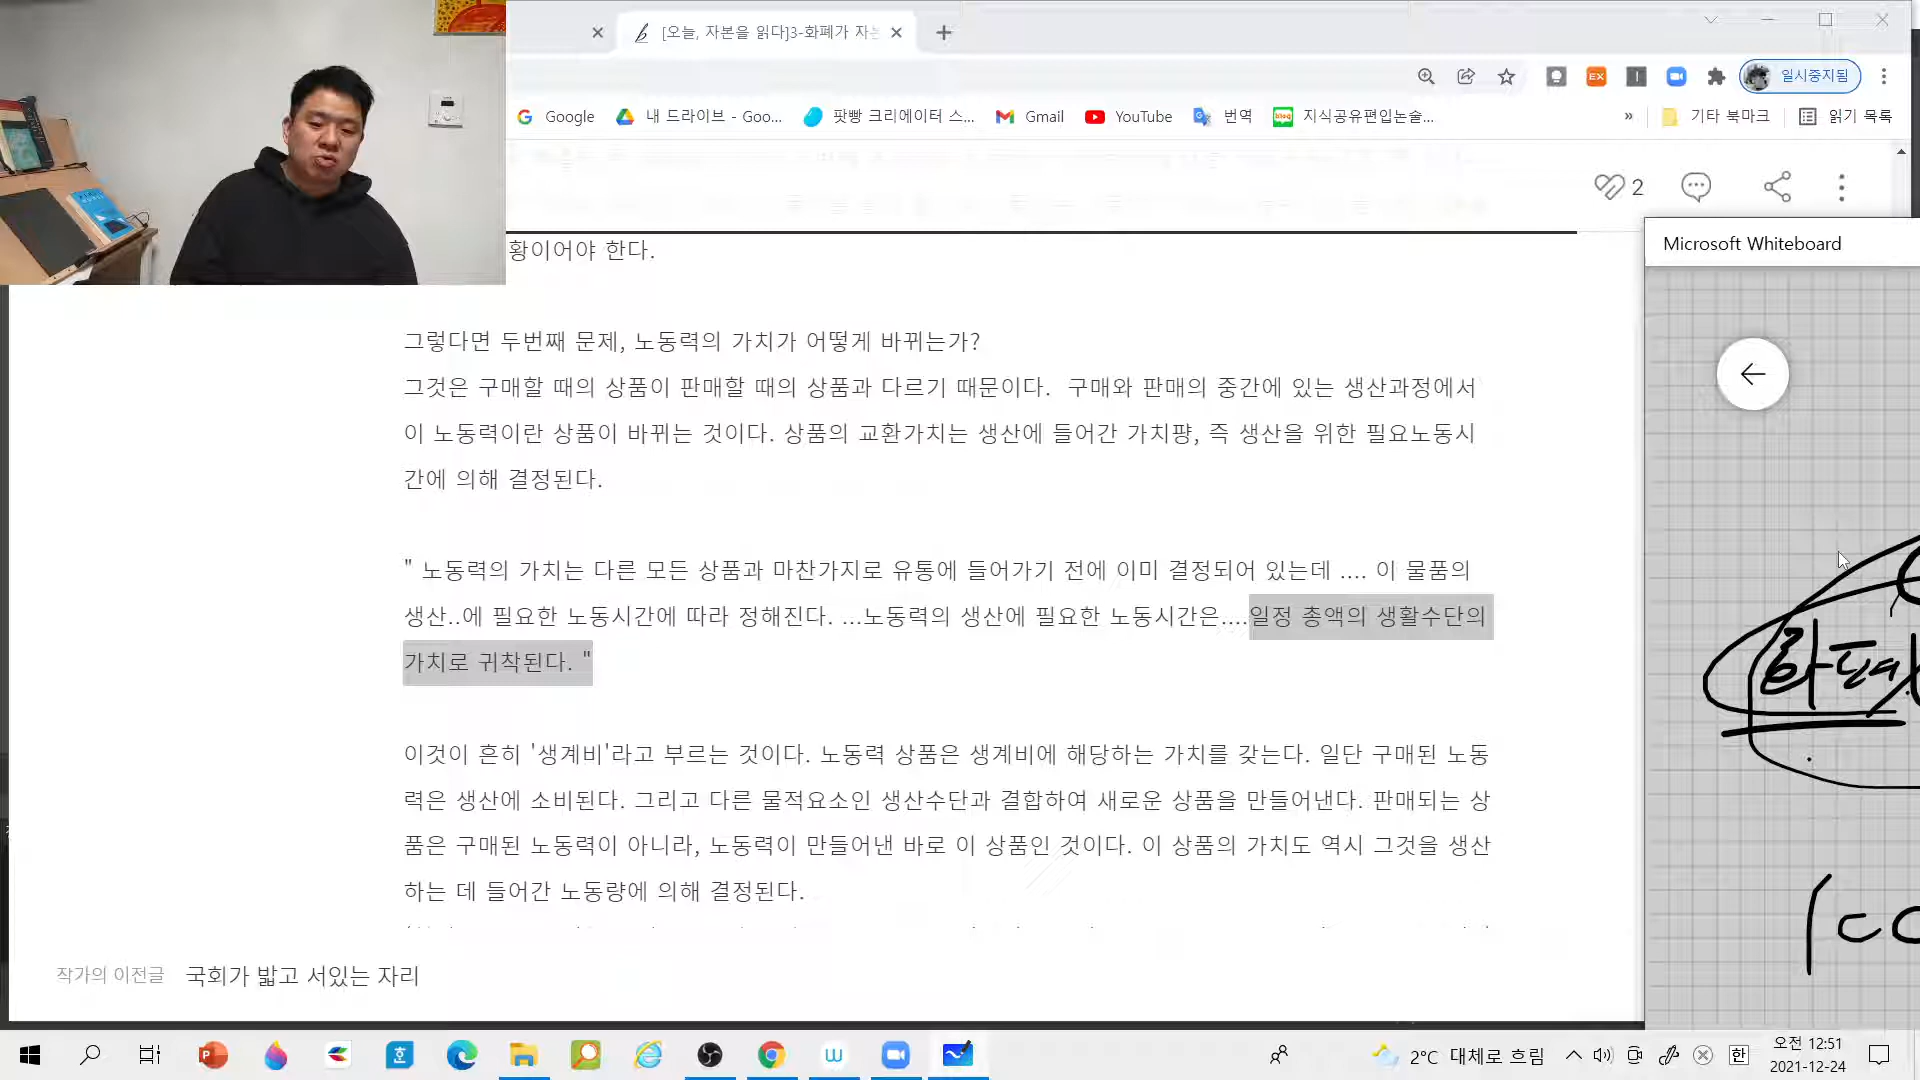 [오늘, 자본을 읽다]3-화폐가 자본
일시중지됨
Google
내 드라이브 - Goo...
팟빵 크리에이터 스...
Gmail
YouTube
번역
지식공유편입논술...
»
기타 북마크
읽기 목록
2
Microsoft Whiteboard
황이어야 한다.
그렇다면 두번째 문제, 노동력의 가치가 어떻게 바뀌는가?
그것은 구매할 때의 상품이 판매할 때의 상품과 다르기 때문이다. 구매와 판매의 중간에 있는 생산과정에서
이 노동력이란 상품이 바뀌는 것이다. 상품의 교환가치는 생산에 들어간 가치량, 즉 생산을 위한 필요노동시
간에 의해 결정된다.
" 노동력의 가치는 다른 모든 상품과 마찬가지로 유통에 들어가기 전에 이미 결정되어 있는데 .... 이 물품의
생산..에 필요한 노동시간에 따라 정해진다. ...노동력의 생산에 필요한 노동시간은....일정 총액의 생활수단의
가치로 귀착된다. "
화폐
이것이 흔히 '생계비'라고 부르는 것이다. 노동력 상품은 생계비에 해당하는 가치를 갖는다. 일단 구매된 노동
력은 생산에 소비된다. 그리고 다른 물적요소인 생산수단과 결합하여 새로운 상품을 만들어낸다. 판매되는 상
품은 구매된 노동력이 아니라, 노동력이 만들어낸 바로 이 상품인 것이다. 이 상품의 가치도 역시 그것을 생산
하는 데 들어간 노동량에 의해 결정된다.
작가의 이전글 국회가 밟고 서있는 자리
2°C 대체로 흐림
한
오전 12:51
2021-12-24